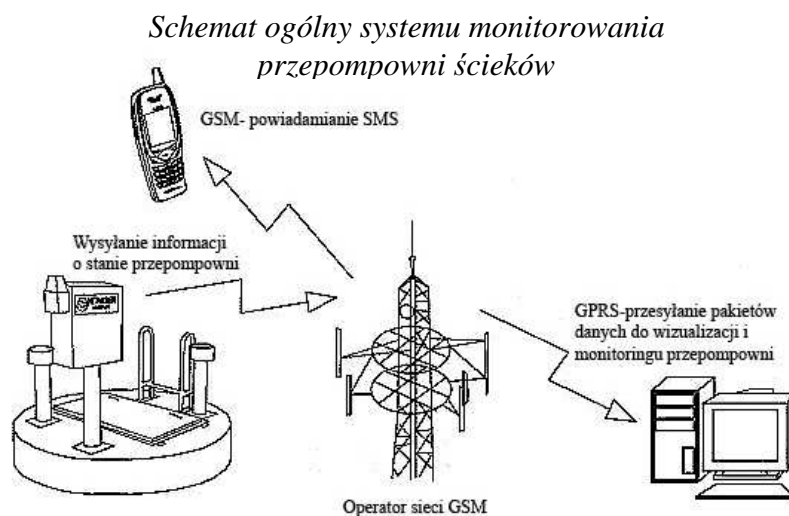 Schemat ogólny systemu monitorowania
przepompowni ścieków
GSM- powiadamianie SMS
Wysyłanie informacji
o stanie przepompowni
GPRS-przesyłanie pakietów
danych do wizualizacji i
monitoringu przepompowni
Operator sieci GSM